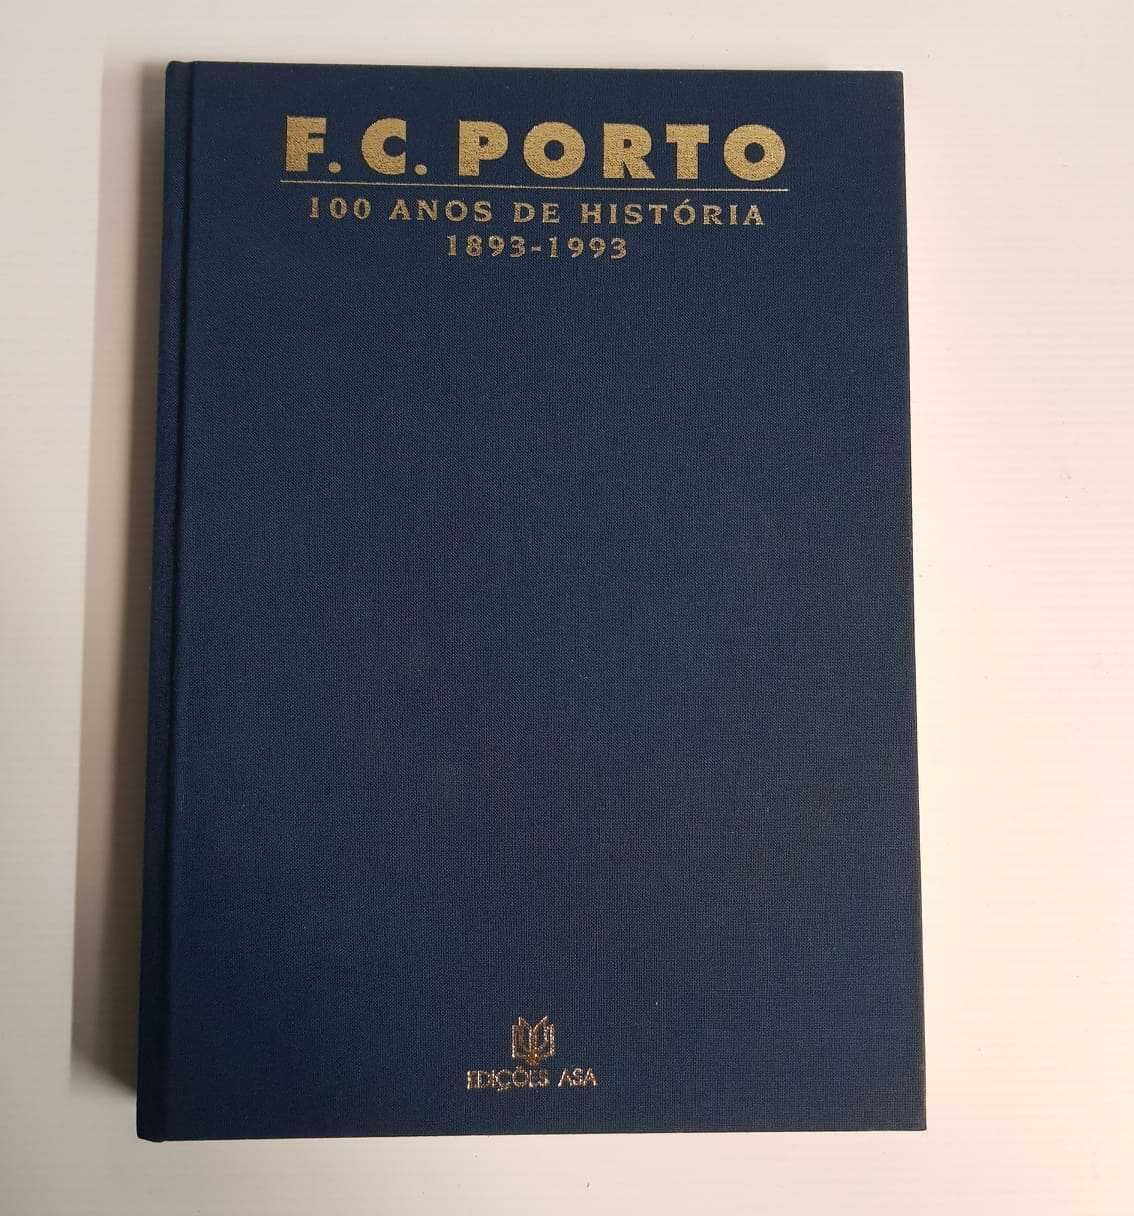 F. C. PORTO
100 ANOS DE HISTÓRIA
1893-1993
EDIÇÕES ASA